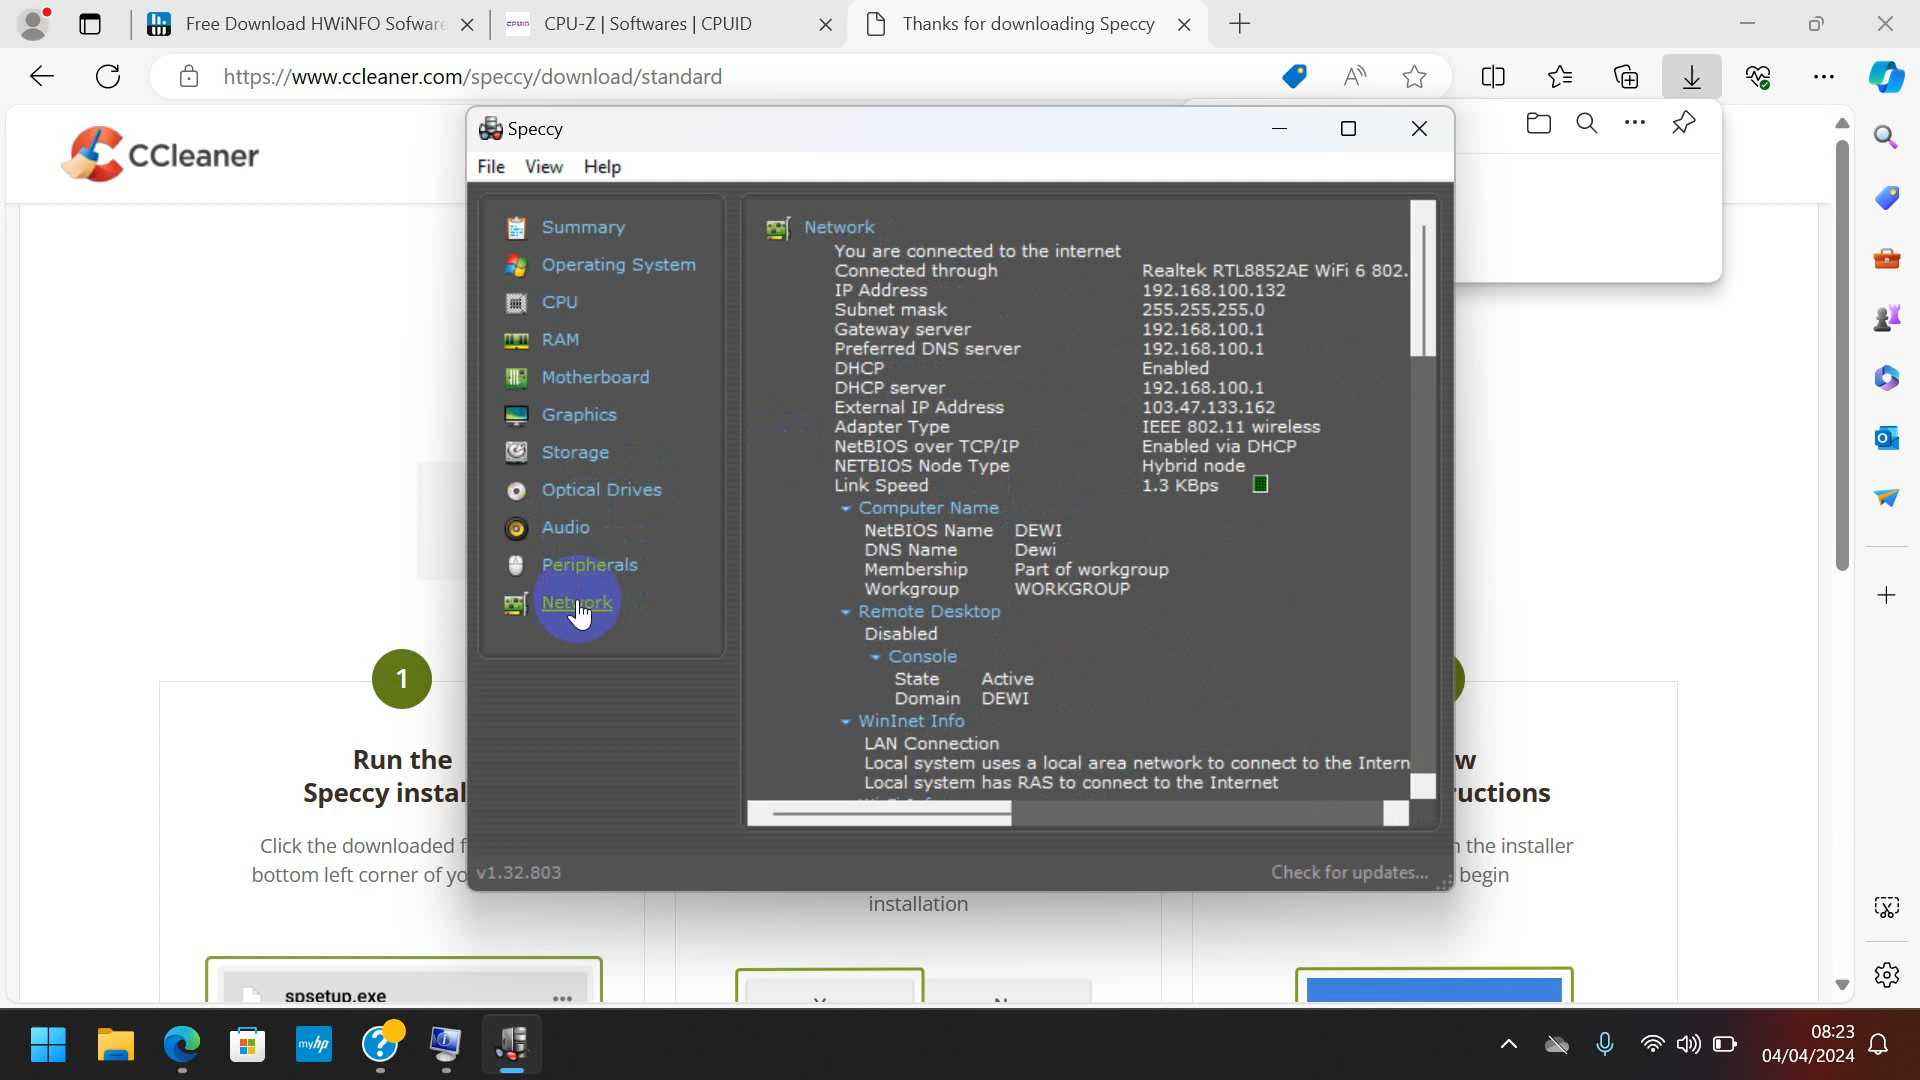 Free Download HWiNFO Sofware
CPUID CPU-Z | Softwares | CPUID
Thanks for downloading Speccy
https://www.ccleaner.com/speccy/download/standard
CCleaner
Speccy
File View Help
Summary
Operating System
CPU
RAM
Motherboard
Graphics
Storage
Optical Drives
Audio
Peripherals
Network
Network
You are connected to the internet
Connected through Realtek RTL8852AE WiFi 6 802.
IP Address 192.168.100.132
Subnet mask 255.255.255.0
Gateway server 192.168.100.1
Preferred DNS server 192.168.100.1
DHCP Enabled
DHCP server 192.168.100.1
External IP Address 103.47.133.162
Adapter Type IEEE 802.11 wireless
NetBIOS over TCP/IP Enabled via DHCP
NETBIOS Node Type Hybrid node
Link Speed 1.3 KBps
Computer Name
NetBIOS Name DEWI
DNS Name Dewi
Membership Part of workgroup
Workgroup WORKGROUP
Remote Desktop
Disabled
Console
State Active
Domain DEWI
WinInet Info
LAN Connection
Local system uses a local area network to connect to the Intern
Local system has RAS to connect to the Internet
v1.32.803
Check for updates...
1
Run the
Speccy instal
Click the downloaded f
bottom left corner of yo
installation
w
uctions
the installer
begin
spsetup.exe
myhp
08:23
04/04/2024